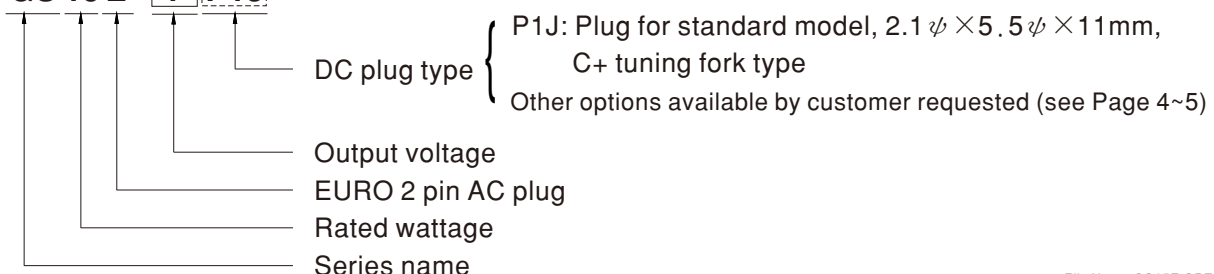 P1J: Plug for standard model, 2.1ψ×5.5ψ×11mm,
C+ tuning fork type
DC plug type
Other options available by customer requested (see Page 4~5)
Output voltage
EURO 2 pin AC plug
Rated wattage
Series name